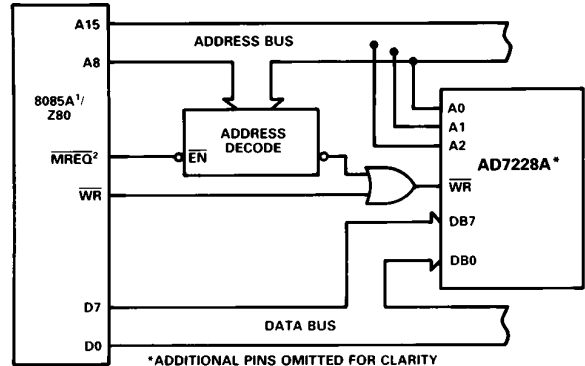 A15
ADDRESS BUS
A8
8085A¹/
Z80
ADDRESS
DECODE
A0
A1
A2
AD7228A*
MREQ²
EN
WR
WR
DB7
DB0
D7
DATA BUS
D0
*ADDITIONAL PINS OMITTED FOR CLARITY